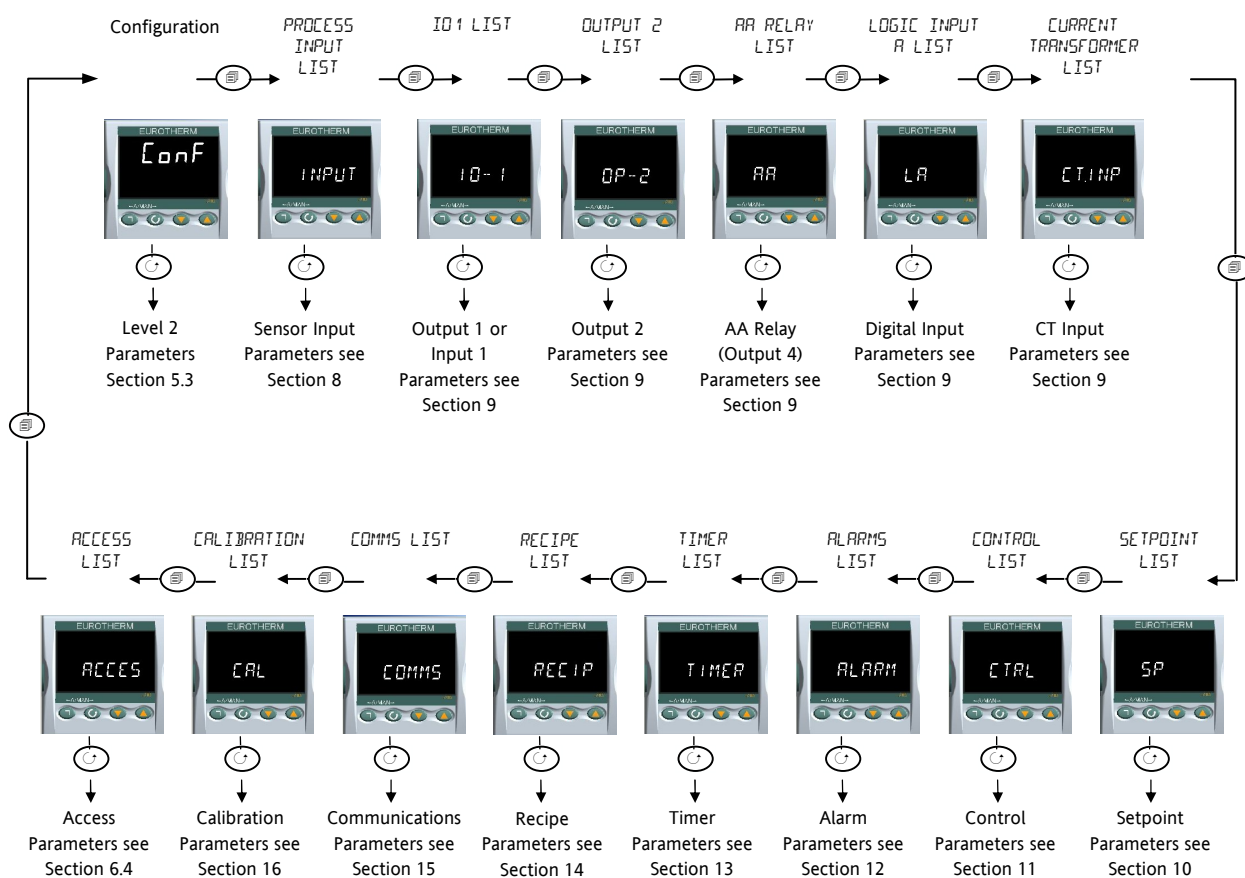 Configuration
PROCESS
INPUT
LIST
IO1 LIST
OUTPUT 2
LIST
AA RELAY
LIST
LOGIC INPUT
A LIST
CURRENT
TRANSFORMER
LIST
EUROTHERM
ConF
EUROTHERM
INPUT
EUROTHERM
IO-1
EUROTHERM
OP-2
EUROTHERM
AA
EUROTHERM
LA
EUROTHERM
CT.INP
Level 2
Parameters
Section 5.3
Sensor Input
Parameters see
Section 8
Output 1 or
Input 1
Parameters see
Section 9
Output 2
Parameters see
Section 9
AA Relay
(Output 4)
Parameters see
Section 9
Digital Input
Parameters see
Section 9
CT Input
Parameters see
Section 9
ACCESS
LIST
CALIBRATION
LIST
COMMS LIST
RECIPE
LIST
TIMER
LIST
ALARMS
LIST
CONTROL
LIST
SETPOINT
LIST
EUROTHERM
ACCES
EUROTHERM
CAL
EUROTHERM
COMMS
EUROTHERM
RECIP
EUROTHERM
TIMER
EUROTHERM
ALARM
EUROTHERM
CTRL
EUROTHERM
SP
Access
Parameters see
Section 6.4
Calibration
Parameters see
Section 16
Communications
Parameters see
Section 15
Recipe
Parameters see
Section 14
Timer
Parameters see
Section 13
Alarm
Parameters see
Section 12
Control
Parameters see
Section 11
Setpoint
Parameters see
Section 10